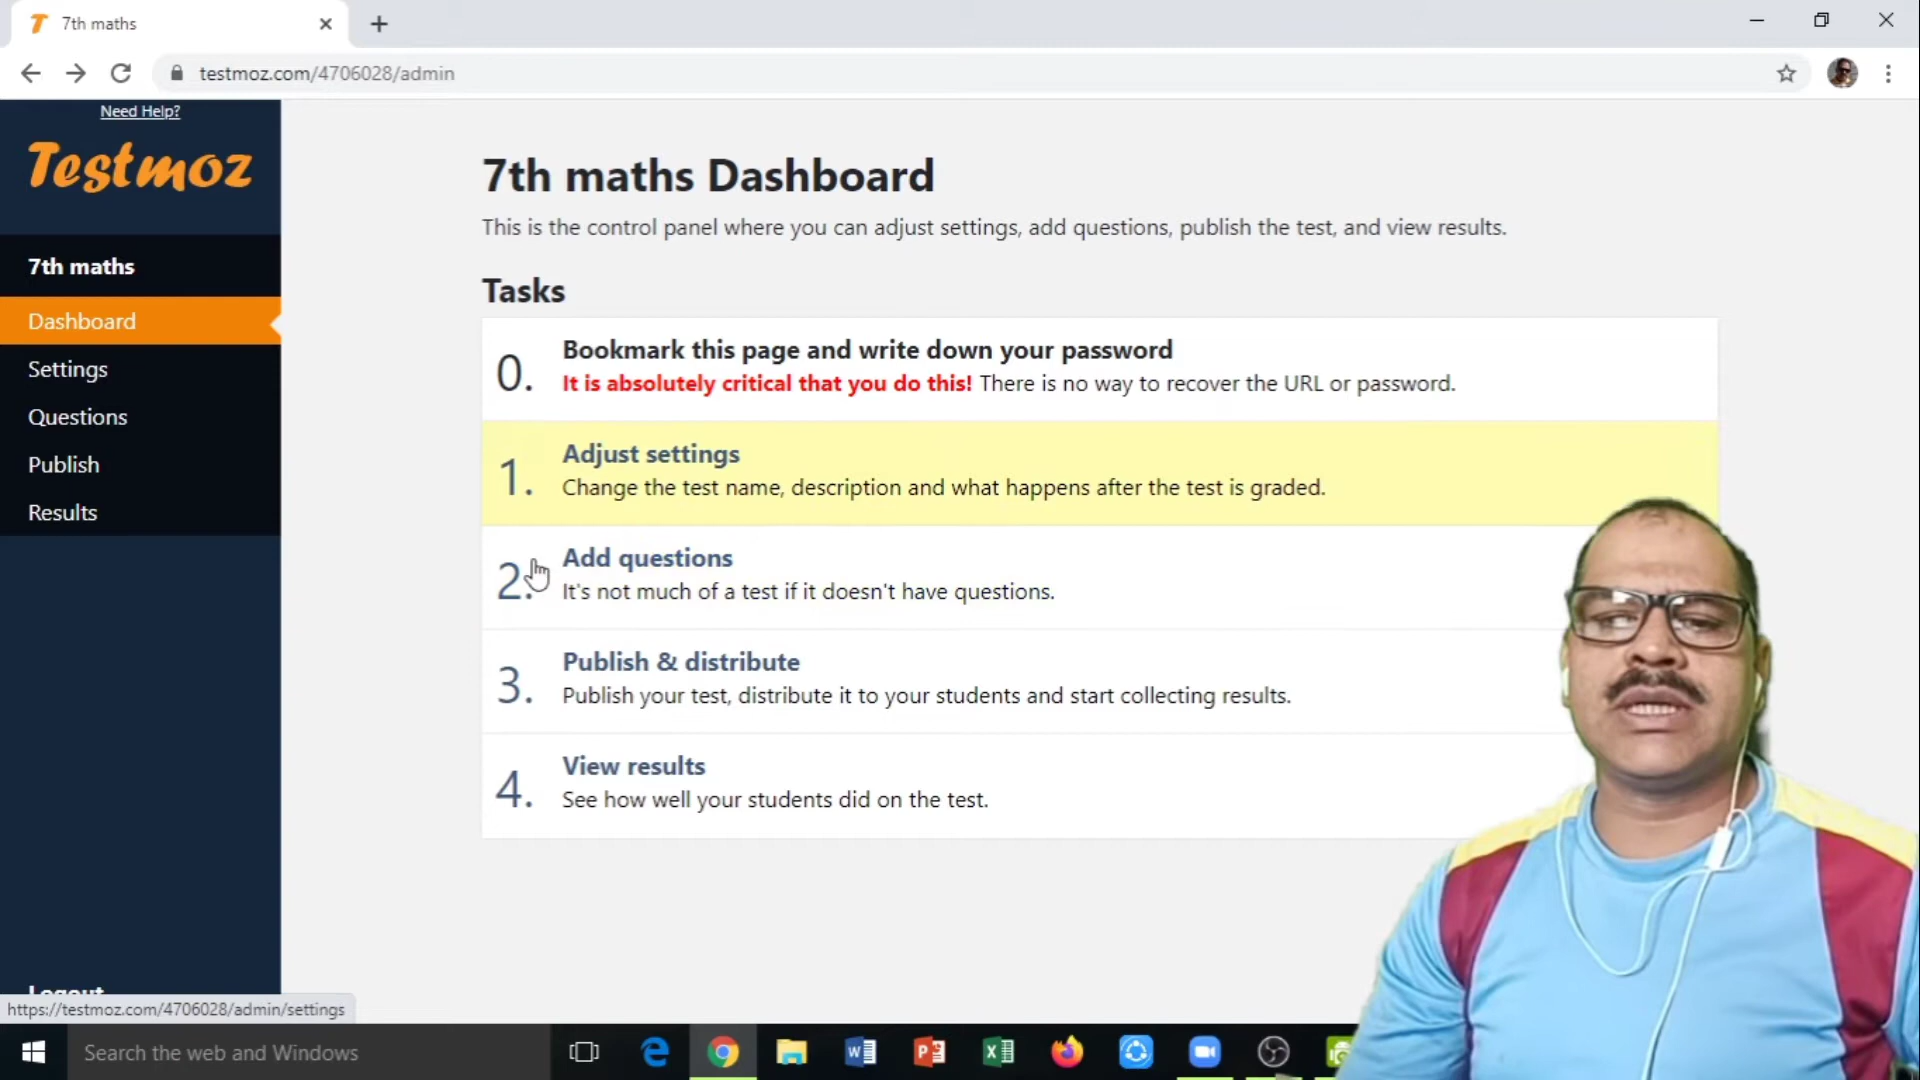 7th maths
testmoz.com/4706028/admin
Need Help?
Testmoz
7th maths
Dashboard
Settings
Questions
Publish
Results
Logout
https://testmoz.com/4706028/admin/settings
7th maths Dashboard
This is the control panel where you can adjust settings, add questions, publish the test, and view results.
Tasks
0.
Bookmark this page and write down your password
It is absolutely critical that you do this! There is no way to recover the URL or password.
1.
Adjust settings
Change the test name, description and what happens after the test is graded.
2.
Add questions
It's not much of a test if it doesn't have questions.
3.
Publish & distribute
Publish your test, distribute it to your students and start collecting results.
4.
View results
See how well your students did on the test.
Search the web and Windows